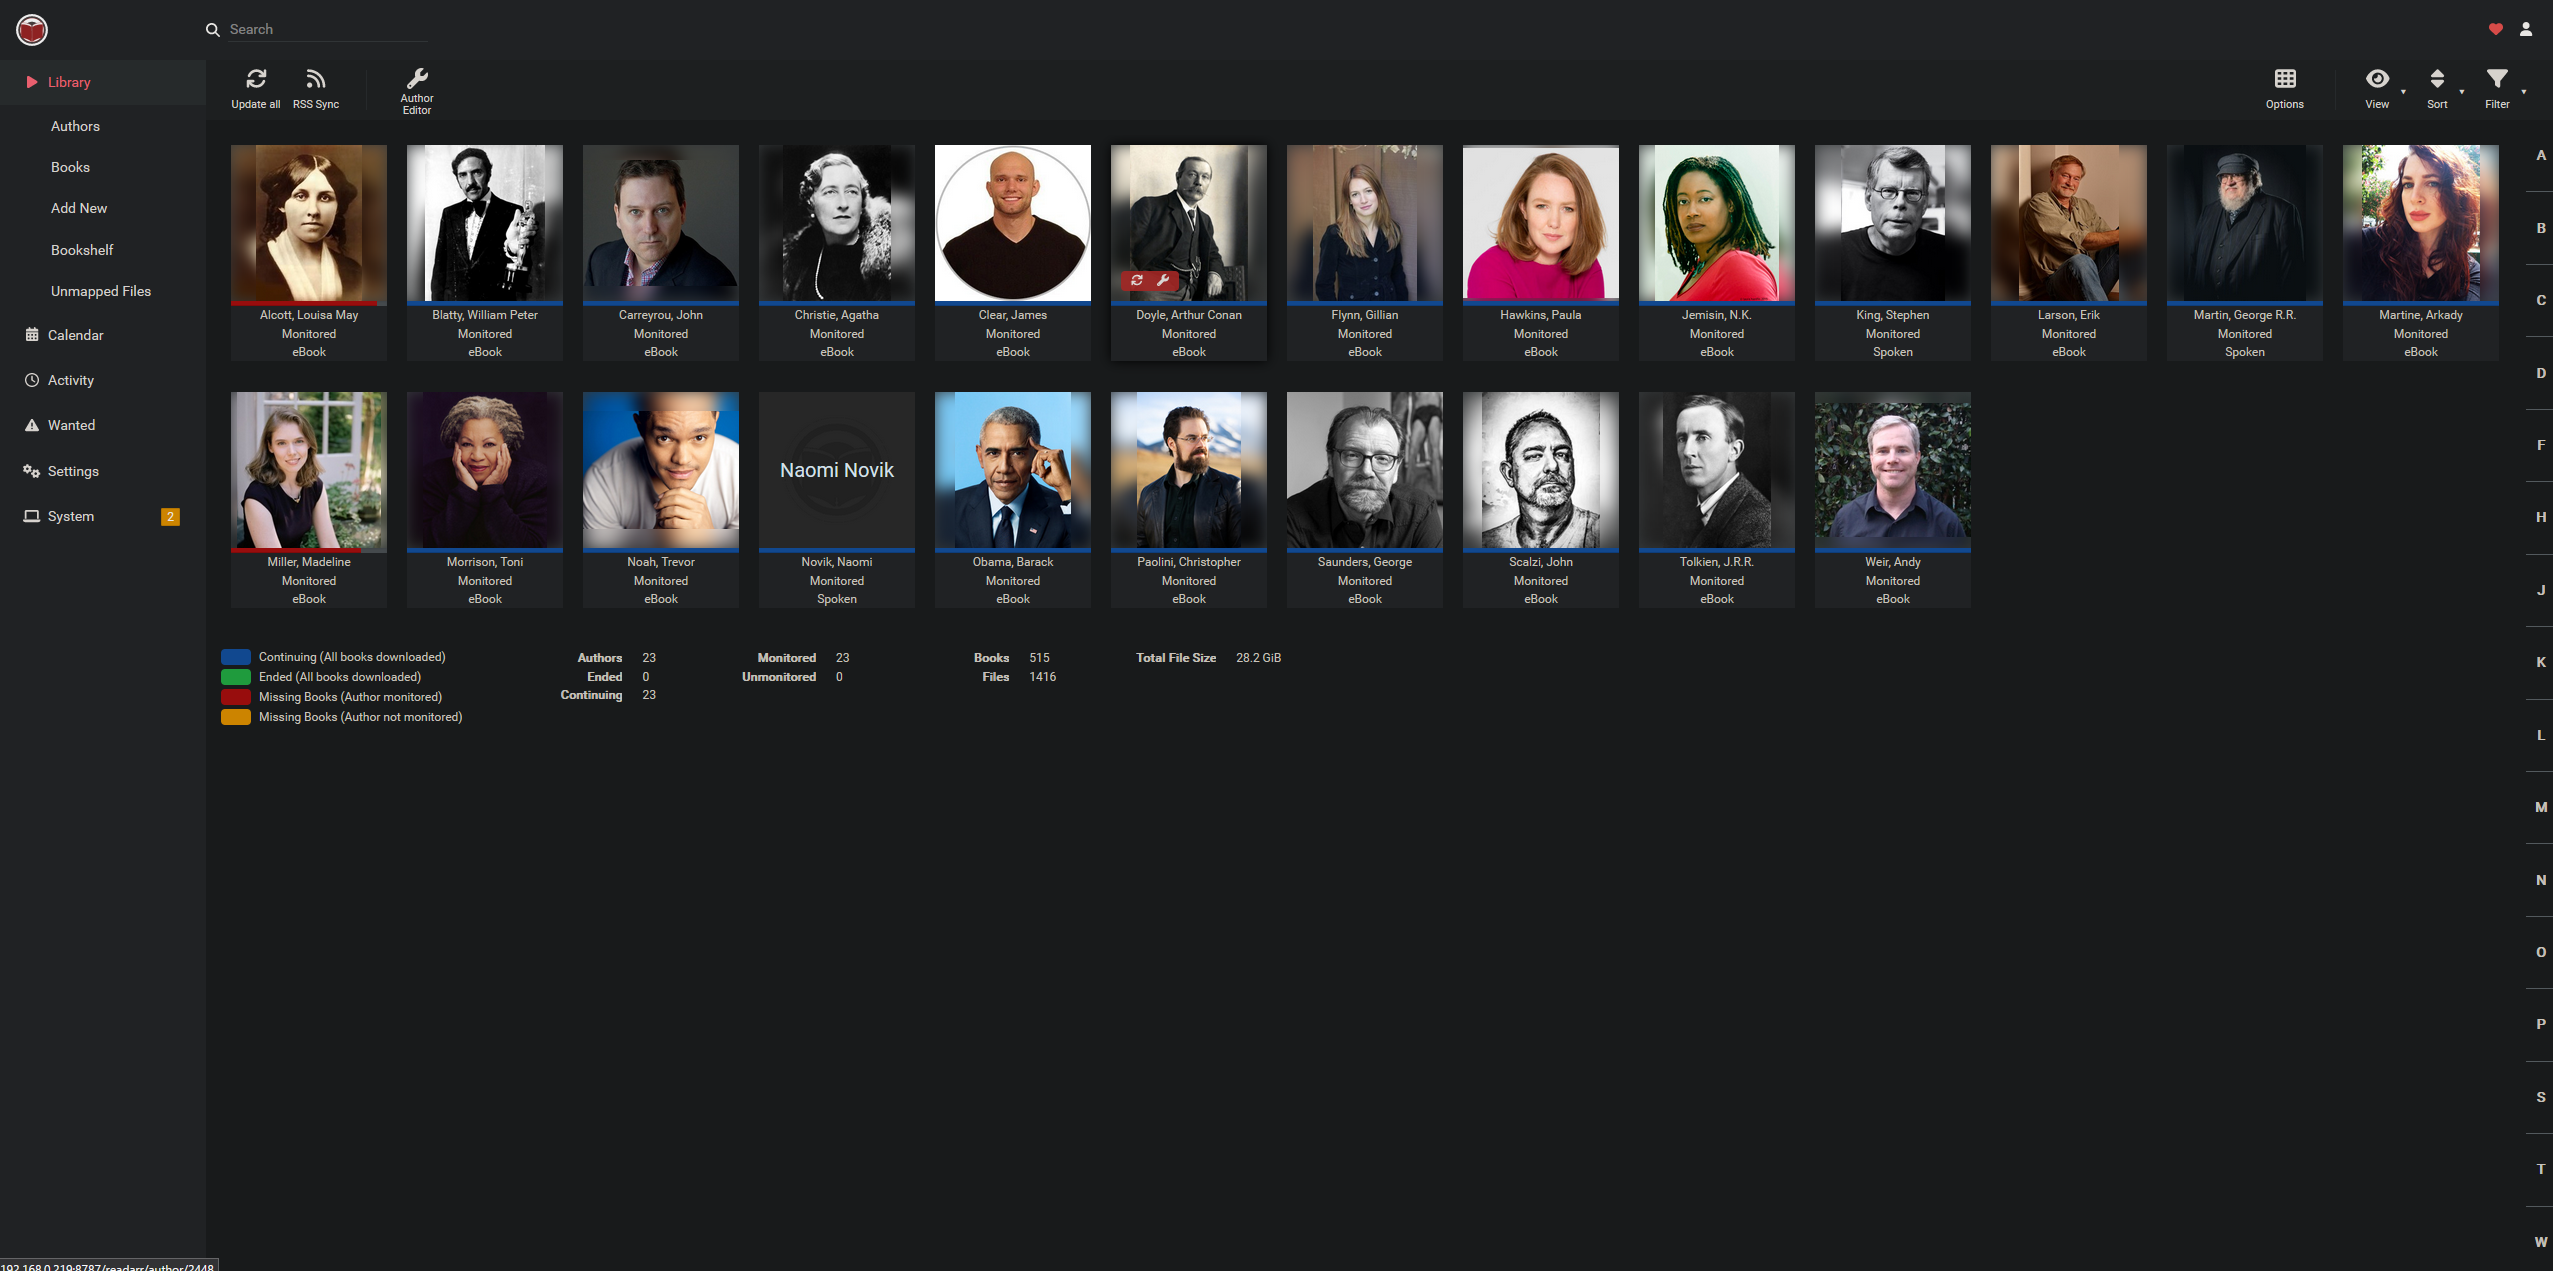 Search
Library
Authors
Books
Add New
Bookshelf
Unmapped Files
Calendar
Activity
Wanted
Settings
System 2
Update all RSS Sync Author Editor
Options View Sort Filter
Alcott, Louisa May
Monitored
eBook
Blatty, William Peter
Monitored
eBook
Carreyrou, John
Monitored
eBook
Christie, Agatha
Monitored
eBook
Clear, James
Monitored
eBook
Doyle, Arthur Conan
Monitored
eBook
Flynn, Gillian
Monitored
eBook
Hawkins, Paula
Monitored
eBook
Jemisin, N.K.
Monitored
eBook
King, Stephen
Monitored
Spoken
Larson, Erik
Monitored
eBook
Martin, George R.R.
Monitored
Spoken
Martine, Arkady
Monitored
eBook
Miller, Madeline
Monitored
eBook
Morrison, Toni
Monitored
eBook
Noah, Trevor
Monitored
eBook
Naomi Novik
Novik, Naomi
Monitored
Spoken
Obama, Barack
Monitored
eBook
Paolini, Christopher
Monitored
eBook
Saunders, George
Monitored
eBook
Scalzi, John
Monitored
eBook
Tolkien, J.R.R.
Monitored
eBook
Weir, Andy
Monitored
eBook
Continuing (All books downloaded)
Ended (All books downloaded)
Missing Books (Author monitored)
Missing Books (Author not monitored)
Authors 23
Ended 0
Continuing 23
Monitored 23
Unmonitored 0
Books 515
Files 1416
Total File Size 28.2 GiB
A
B
C
D
F
H
J
K
L
M
N
O
P
S
T
W
192.168.0.219:8787/readarr/author/2448